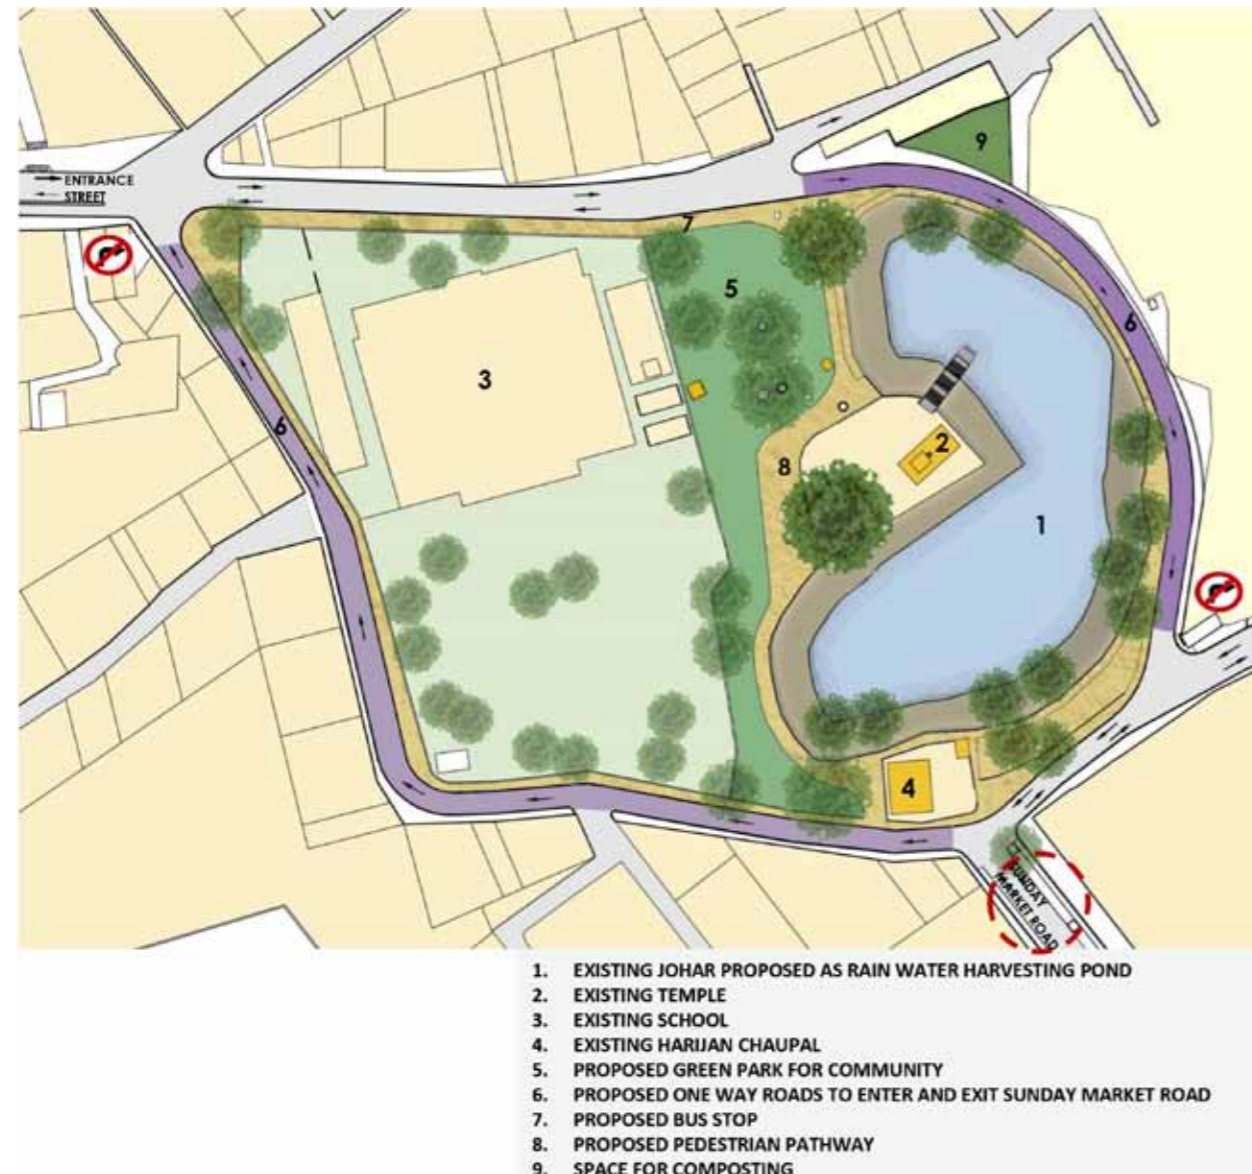 9
ENTRANCE
STREET
7
5
6
3
6
2
8
1
4
SUNDAY
MARKET ROAD
1. EXISTING JOHAR PROPOSED AS RAIN WATER HARVESTING POND
2. EXISTING TEMPLE
3. EXISTING SCHOOL
4. EXISTING HARIJAN CHAUPAL
5. PROPOSED GREEN PARK FOR COMMUNITY
6. PROPOSED ONE WAY ROADS TO ENTER AND EXIT SUNDAY MARKET ROAD
7. PROPOSED BUS STOP
8. PROPOSED PEDESTRIAN PATHWAY
9. SPACE FOR COMPOSTING